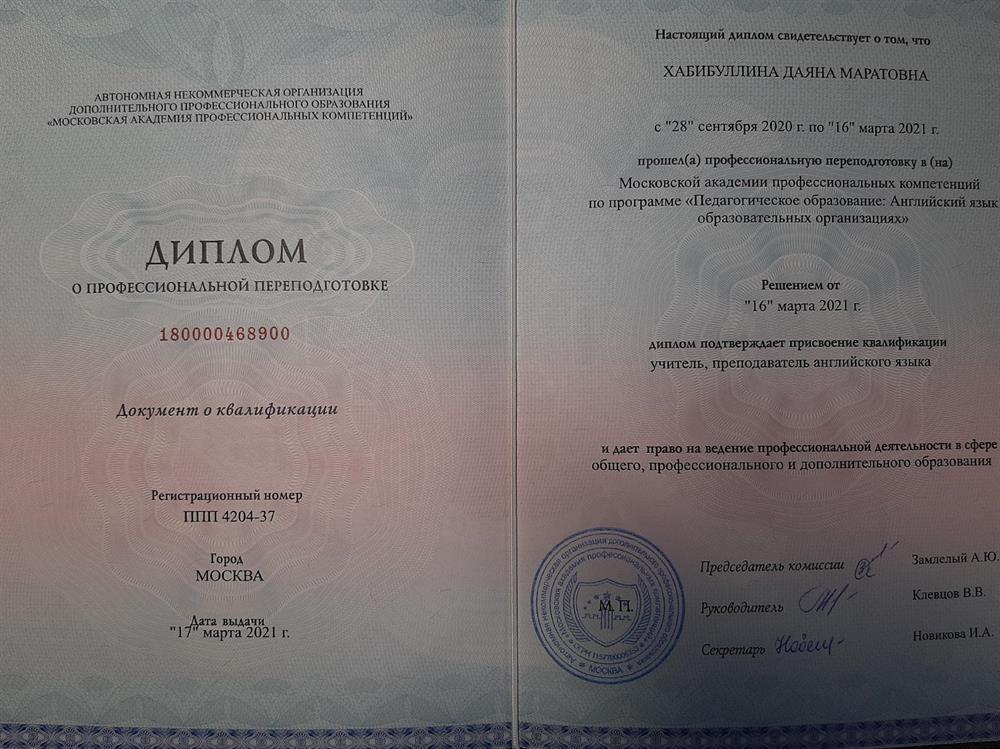 АВТОНОМНАЯ НЕКОММЕРЧЕСКАЯ ОРГАНИЗАЦИЯ
ДОПОЛНИТЕЛЬНОГО ПРОФЕССИОНАЛЬНОГО ОБРАЗОВАНИЯ
«МОСКОВСКАЯ АКАДЕМИЯ ПРОФЕССИОНАЛЬНЫХ КОМПЕТЕНЦИЙ»
ДИПЛОМ
О ПРОФЕССИОНАЛЬНОЙ ПЕРЕПОДГОТОВКЕ
180000468900
Документ о квалификации
Регистрационный номер
ППП 4204-37
Город
МОСКВА
Дата выдачи
"17" марта 2021 г.
Настоящий диплом свидетельствует о том, что
ХАБИБУЛЛИНА ДАЯНА МАРАТОВНА
с "28" сентября 2020 г. по "16" марта 2021 г.
прошел(а) профессиональную переподготовку в (на)
Московской академии профессиональных компетенций
по программе «Педагогическое образование: Английский язык
образовательных организациях»
Решением от
"16" марта 2021 г.
диплом подтверждает присвоение квалификации
учитель, преподаватель английского языка
и дает право на ведение профессиональной деятельности в сфере
общего, профессионального и дополнительного образования
Председатель комиссии
Замлелый А.Ю.
Руководитель
Клевцов В.В.
Секретарь
Новикова И.А.
М.П.
МОСКВА